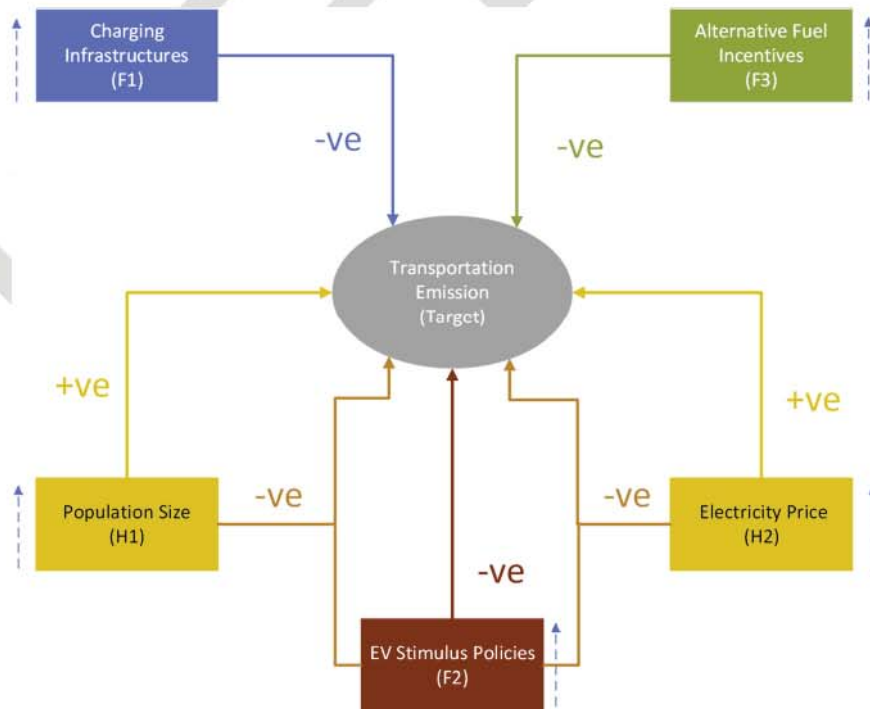 Charging
Infrastructures
(F1)
Alternative Fuel
Incentives
(F3)
-ve
-ve
Transportation
Emission
(Target)
+ve
+ve
Population Size
(H1)
-ve
-ve
Electricity Price
(H2)
-ve
EV Stimulus Policies
(F2)